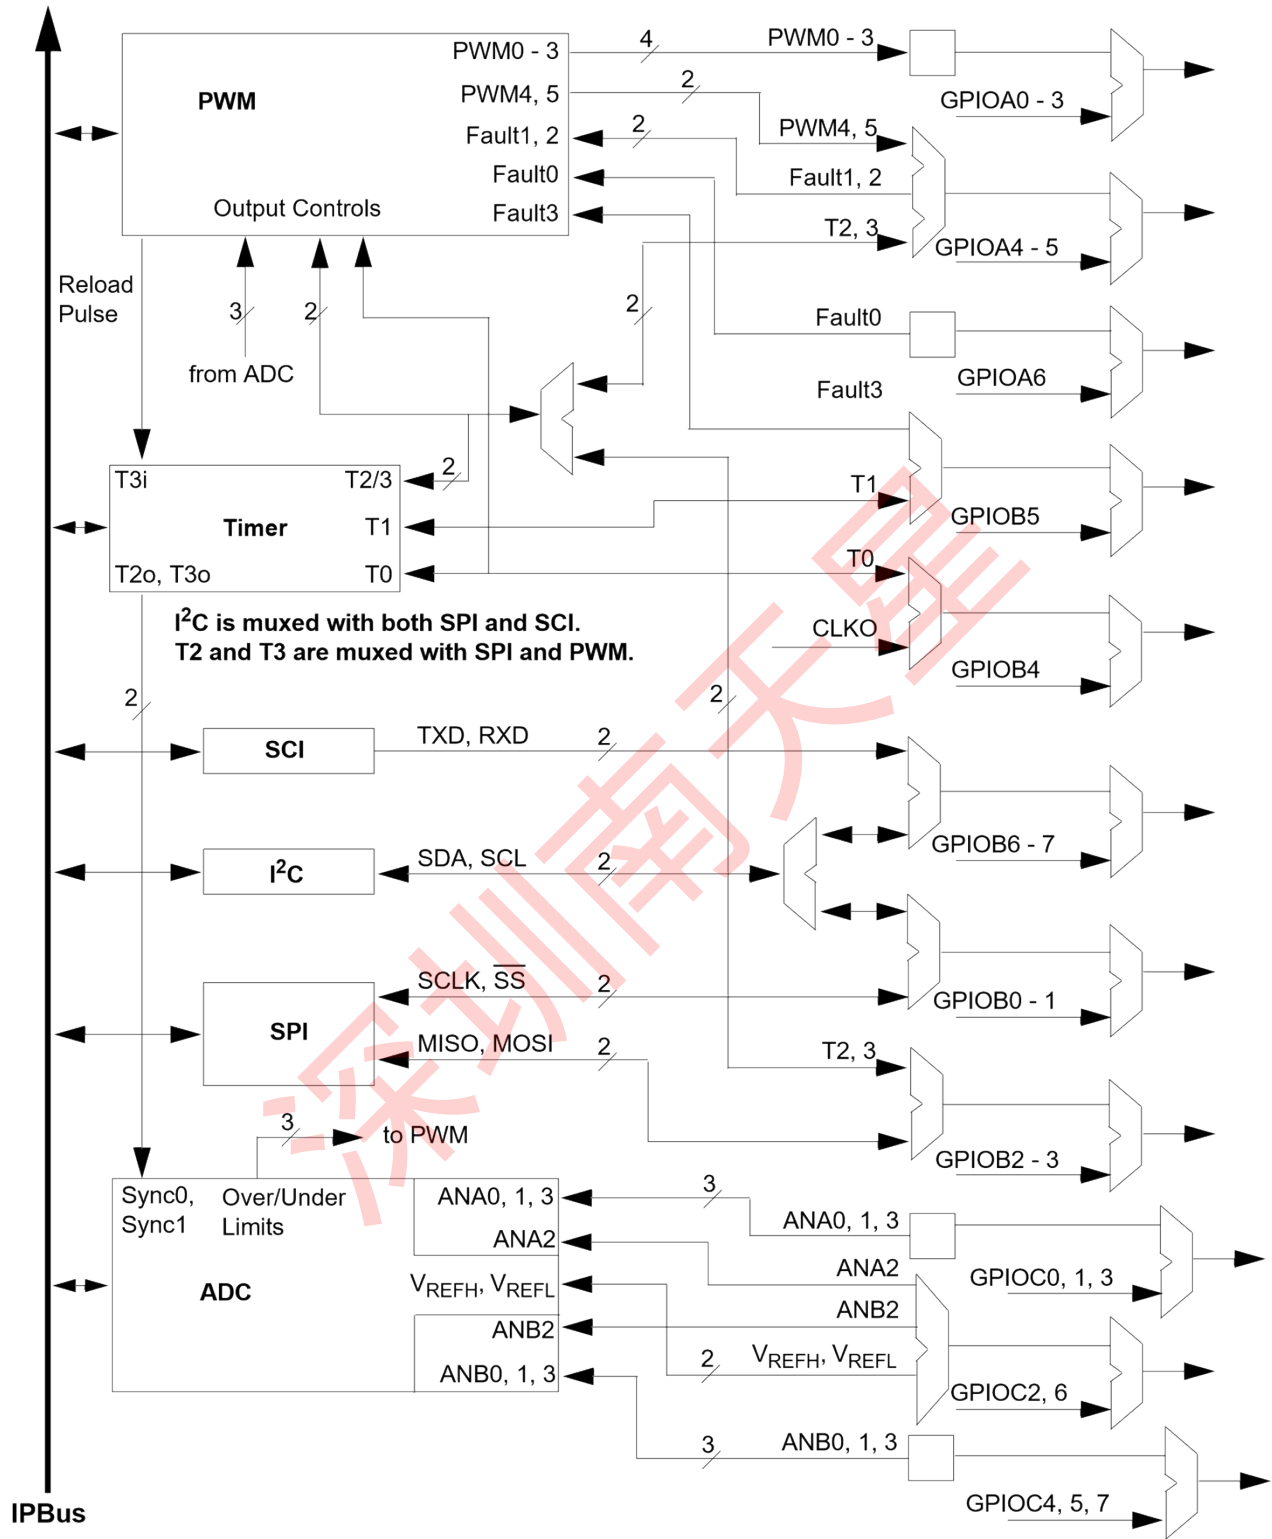 PWM
PWM0 - 3
4
PWM0 - 3
GPIOA0 - 3
PWM4, 5
2
PWM4, 5
Fault1, 2
2
Fault1, 2
Fault0
Fault3
Output Controls
T2, 3
GPIOA4 - 5
Reload
Pulse
3
2
2
from ADC
Fault0
GPIOA6
Fault3
T3i
T2/3
2
Timer
T1
T1
GPIOB5
T2o, T3o
T0
T0
CLKO
GPIOB4
I²C is muxed with both SPI and SCI.
T2 and T3 are muxed with SPI and PWM.
2
2
SCI
TXD, RXD
2
GPIOB6 - 7
I²C
SDA, SCL
2
SPI
SCLK, S̅S̅
2
GPIOB0 - 1
MISO, MOSI
2
T2, 3
GPIOB2 - 3
3
to PWM
Sync0,
Sync1
Over/Under
Limits
ADC
ANA0, 1, 3
3
ANA0, 1, 3
GPIOC0, 1, 3
ANA2
ANA2
VREFH, VREFL
ANB2
ANB2
2
VREFH, VREFL
GPIOC2, 6
ANB0, 1, 3
3
ANB0, 1, 3
GPIOC4, 5, 7
IPBus
深圳南天星